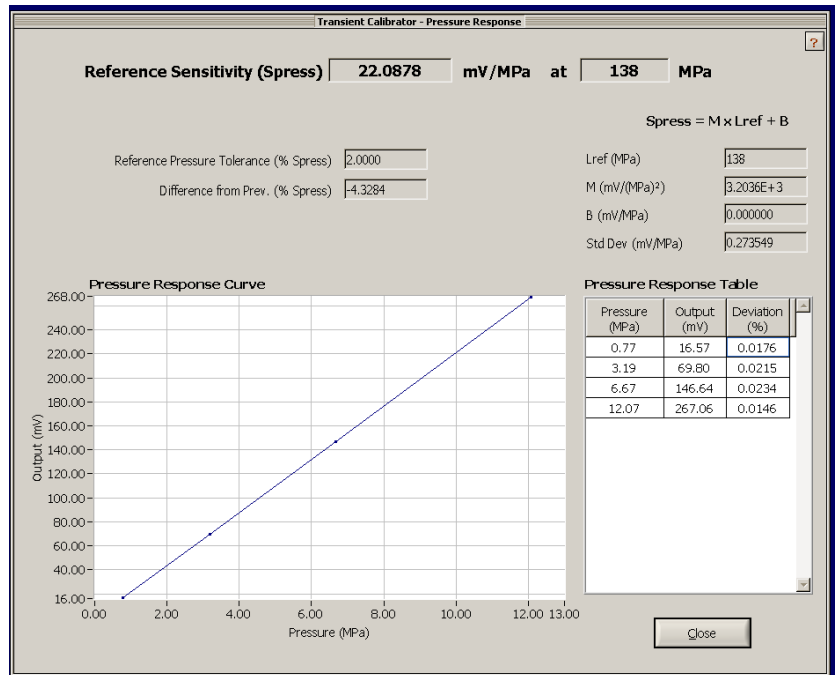 Transient Calibrator - Pressure Response
?
Reference Sensitivity (Spress) 22.0878 mV/MPa at 138 MPa
Spress = M x Lref + B
Reference Pressure Tolerance (% Spress) 2.0000
Difference from Prev. (% Spress) -4.3284
Lref (MPa) 138
M (mV/(MPa)²) 3.2036E+3
B (mV/MPa) 0.000000
Std Dev (mV/MPa) 0.273549
Pressure Response Curve
268.00
240.00
220.00
200.00
180.00
160.00
140.00
120.00
100.00
80.00
60.00
40.00
16.00
Output (mV)
0.00 2.00 4.00 6.00 8.00 10.00 12.00 13.00
Pressure (MPa)
Pressure Response Table
Pressure (MPa) Output (mV) Deviation (%)
0.77 16.57 0.0176
3.19 69.80 0.0215
6.67 146.64 0.0234
12.07 267.06 0.0146
Close